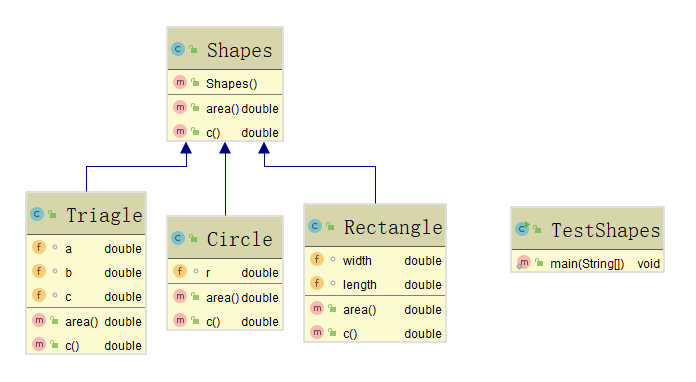 Shapes
Shapes()
area() double
c() double
Triagle
a double
b double
c double
area() double
c() double
Circle
r double
area() double
c() double
Rectangle
width double
length double
area() double
c() double
TestShapes
main(String[]) void